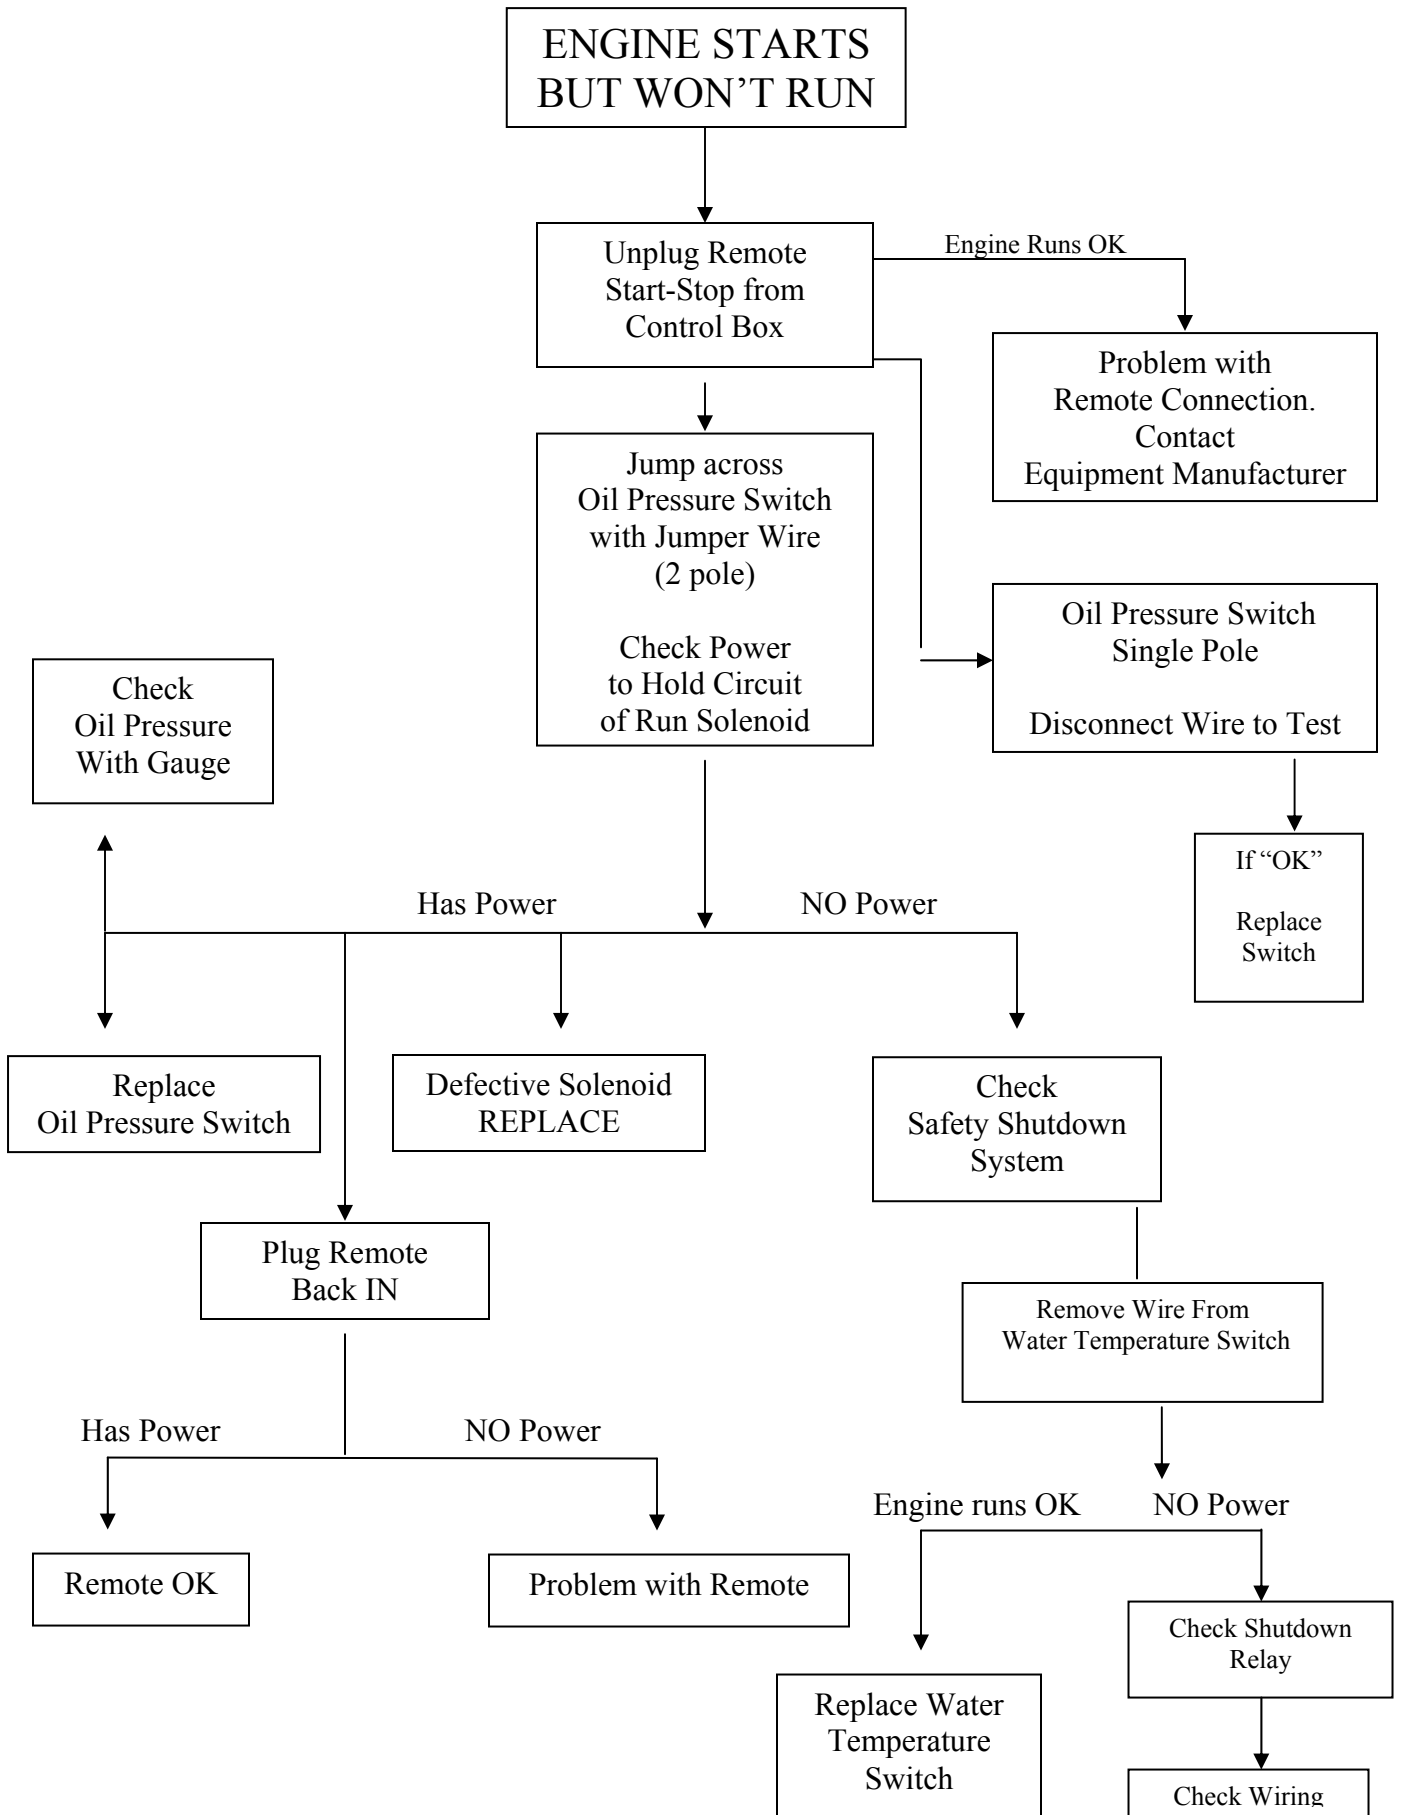 ENGINE STARTS
BUT WON’T RUN
Unplug Remote
Start-Stop from
Control Box
Engine Runs OK
Problem with
Remote Connection.
Contact
Equipment Manufacturer
Jump across
Oil Pressure Switch
with Jumper Wire
(2 pole)
Check Power
to Hold Circuit
of Run Solenoid
Oil Pressure Switch
Single Pole
Disconnect Wire to Test
Check
Oil Pressure
With Gauge
If “OK”
Replace
Switch
Has Power
NO Power
Replace
Oil Pressure Switch
Defective Solenoid
REPLACE
Check
Safety Shutdown
System
Plug Remote
Back IN
Remove Wire From
Water Temperature Switch
Has Power
NO Power
Engine runs OK
NO Power
Remote OK
Problem with Remote
Check Shutdown
Relay
Replace Water
Temperature
Switch
Check Wiring